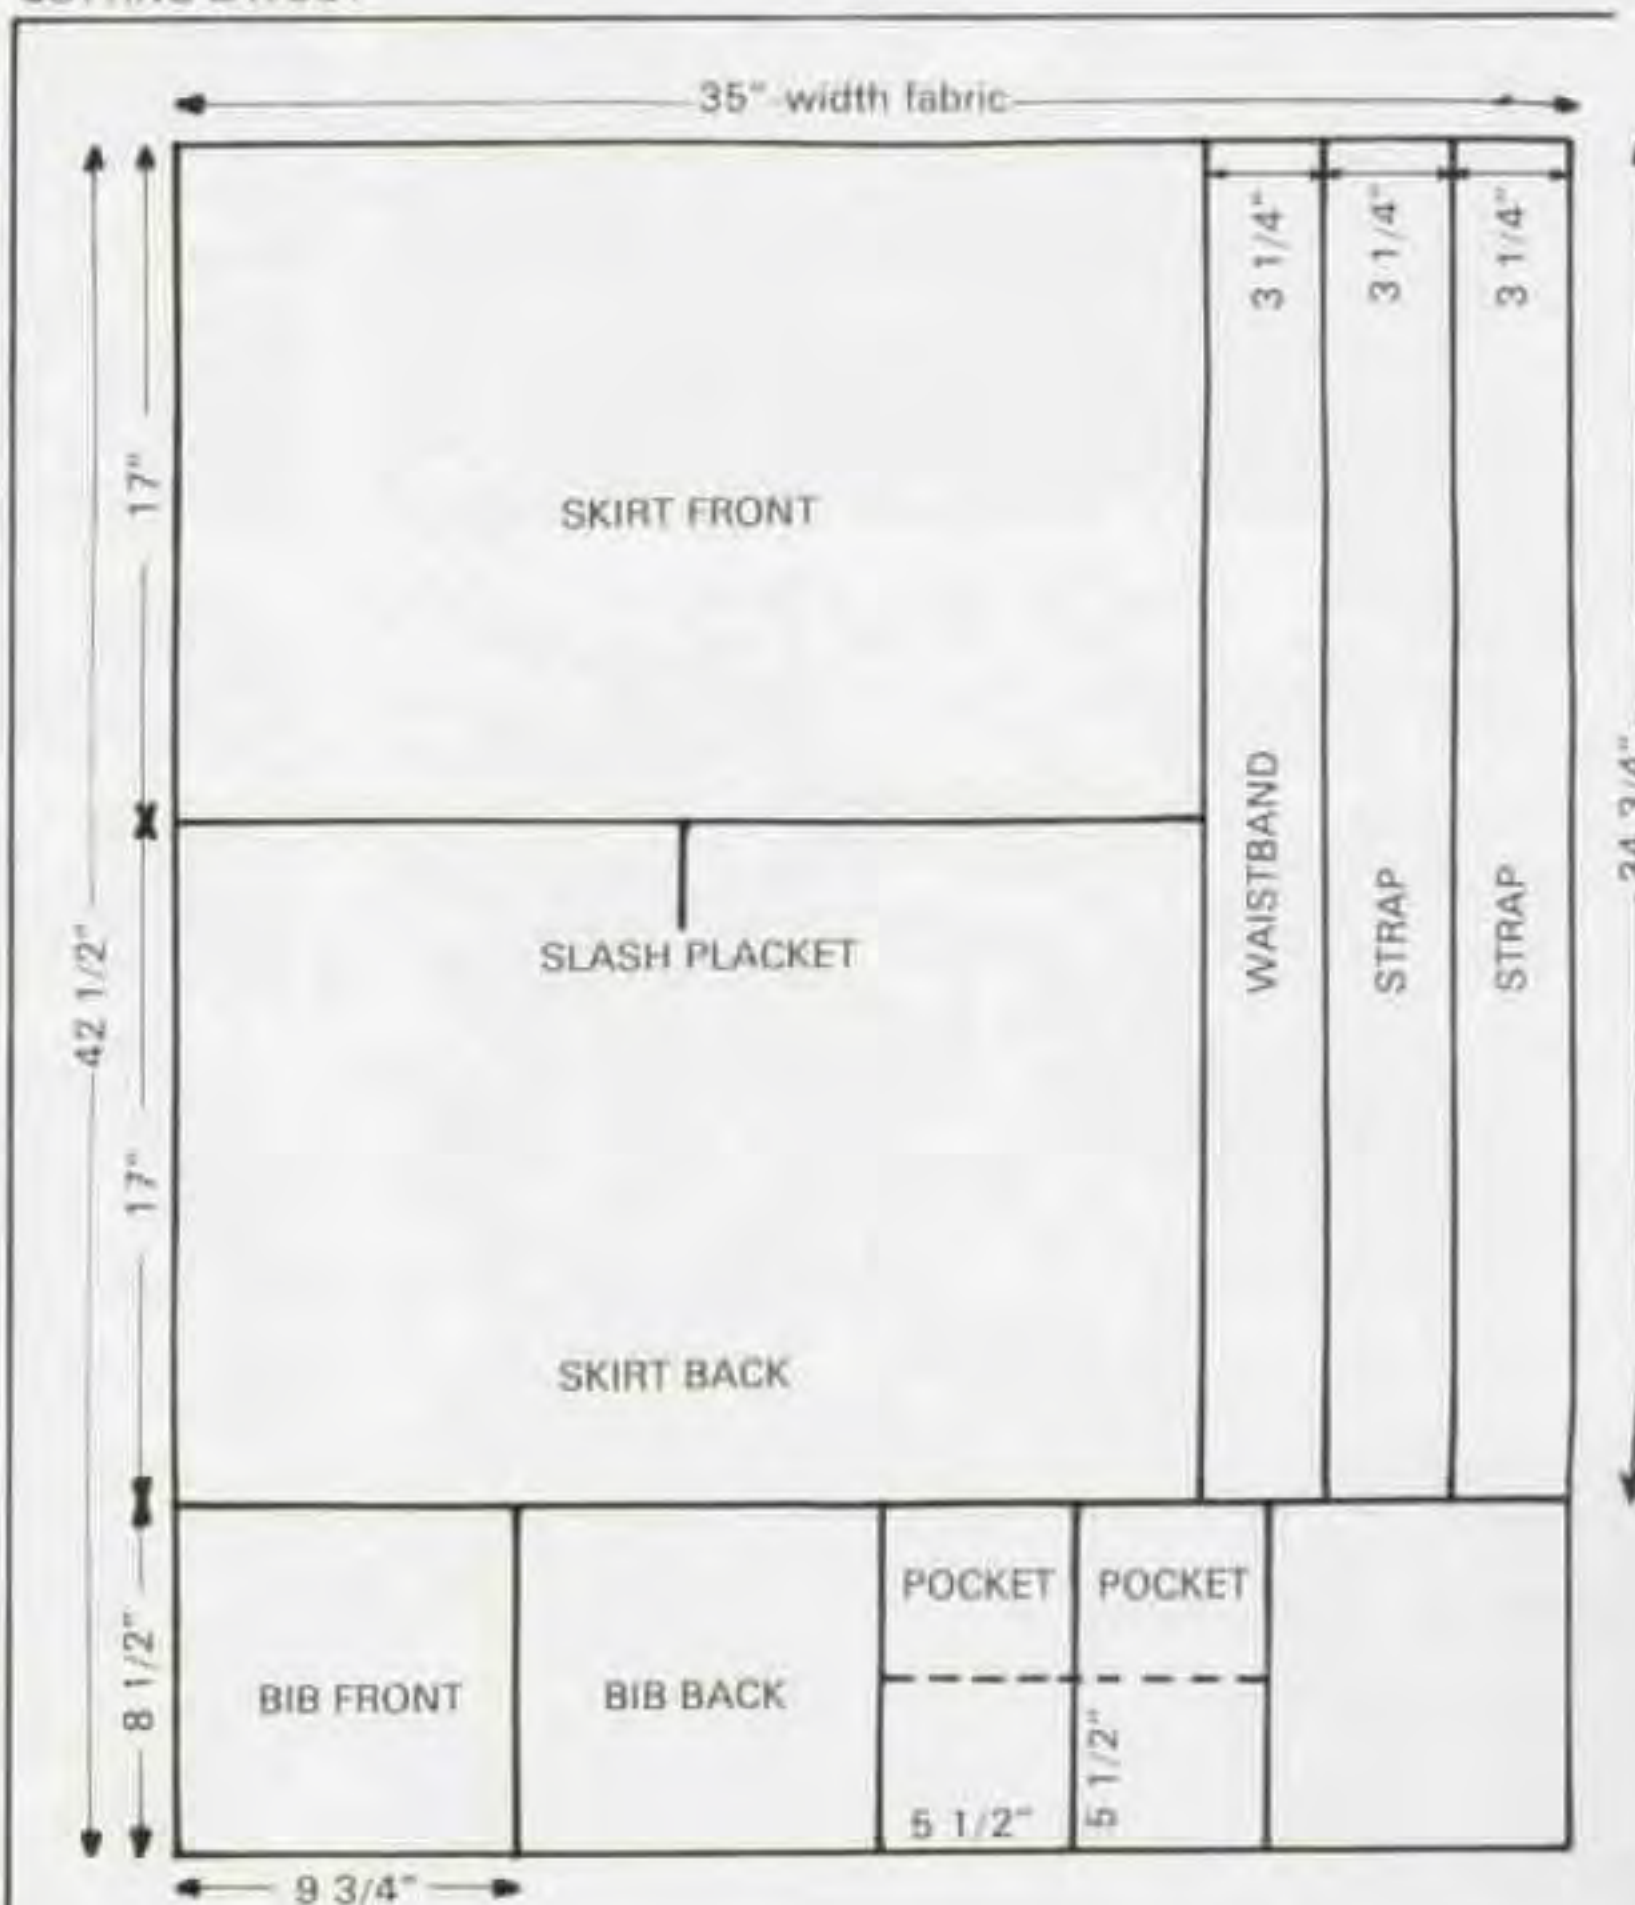 35" width fabric
3 1/4"
3 1/4"
3 1/4"
17"
SKIRT FRONT
WAISTBAND
STRAP
STRAP
42 1/2"
SLASH PLACKET
17"
SKIRT BACK
8 1/2"
BIB FRONT
BIB BACK
POCKET
POCKET
5 1/2"
5 1/2"
9 3/4"